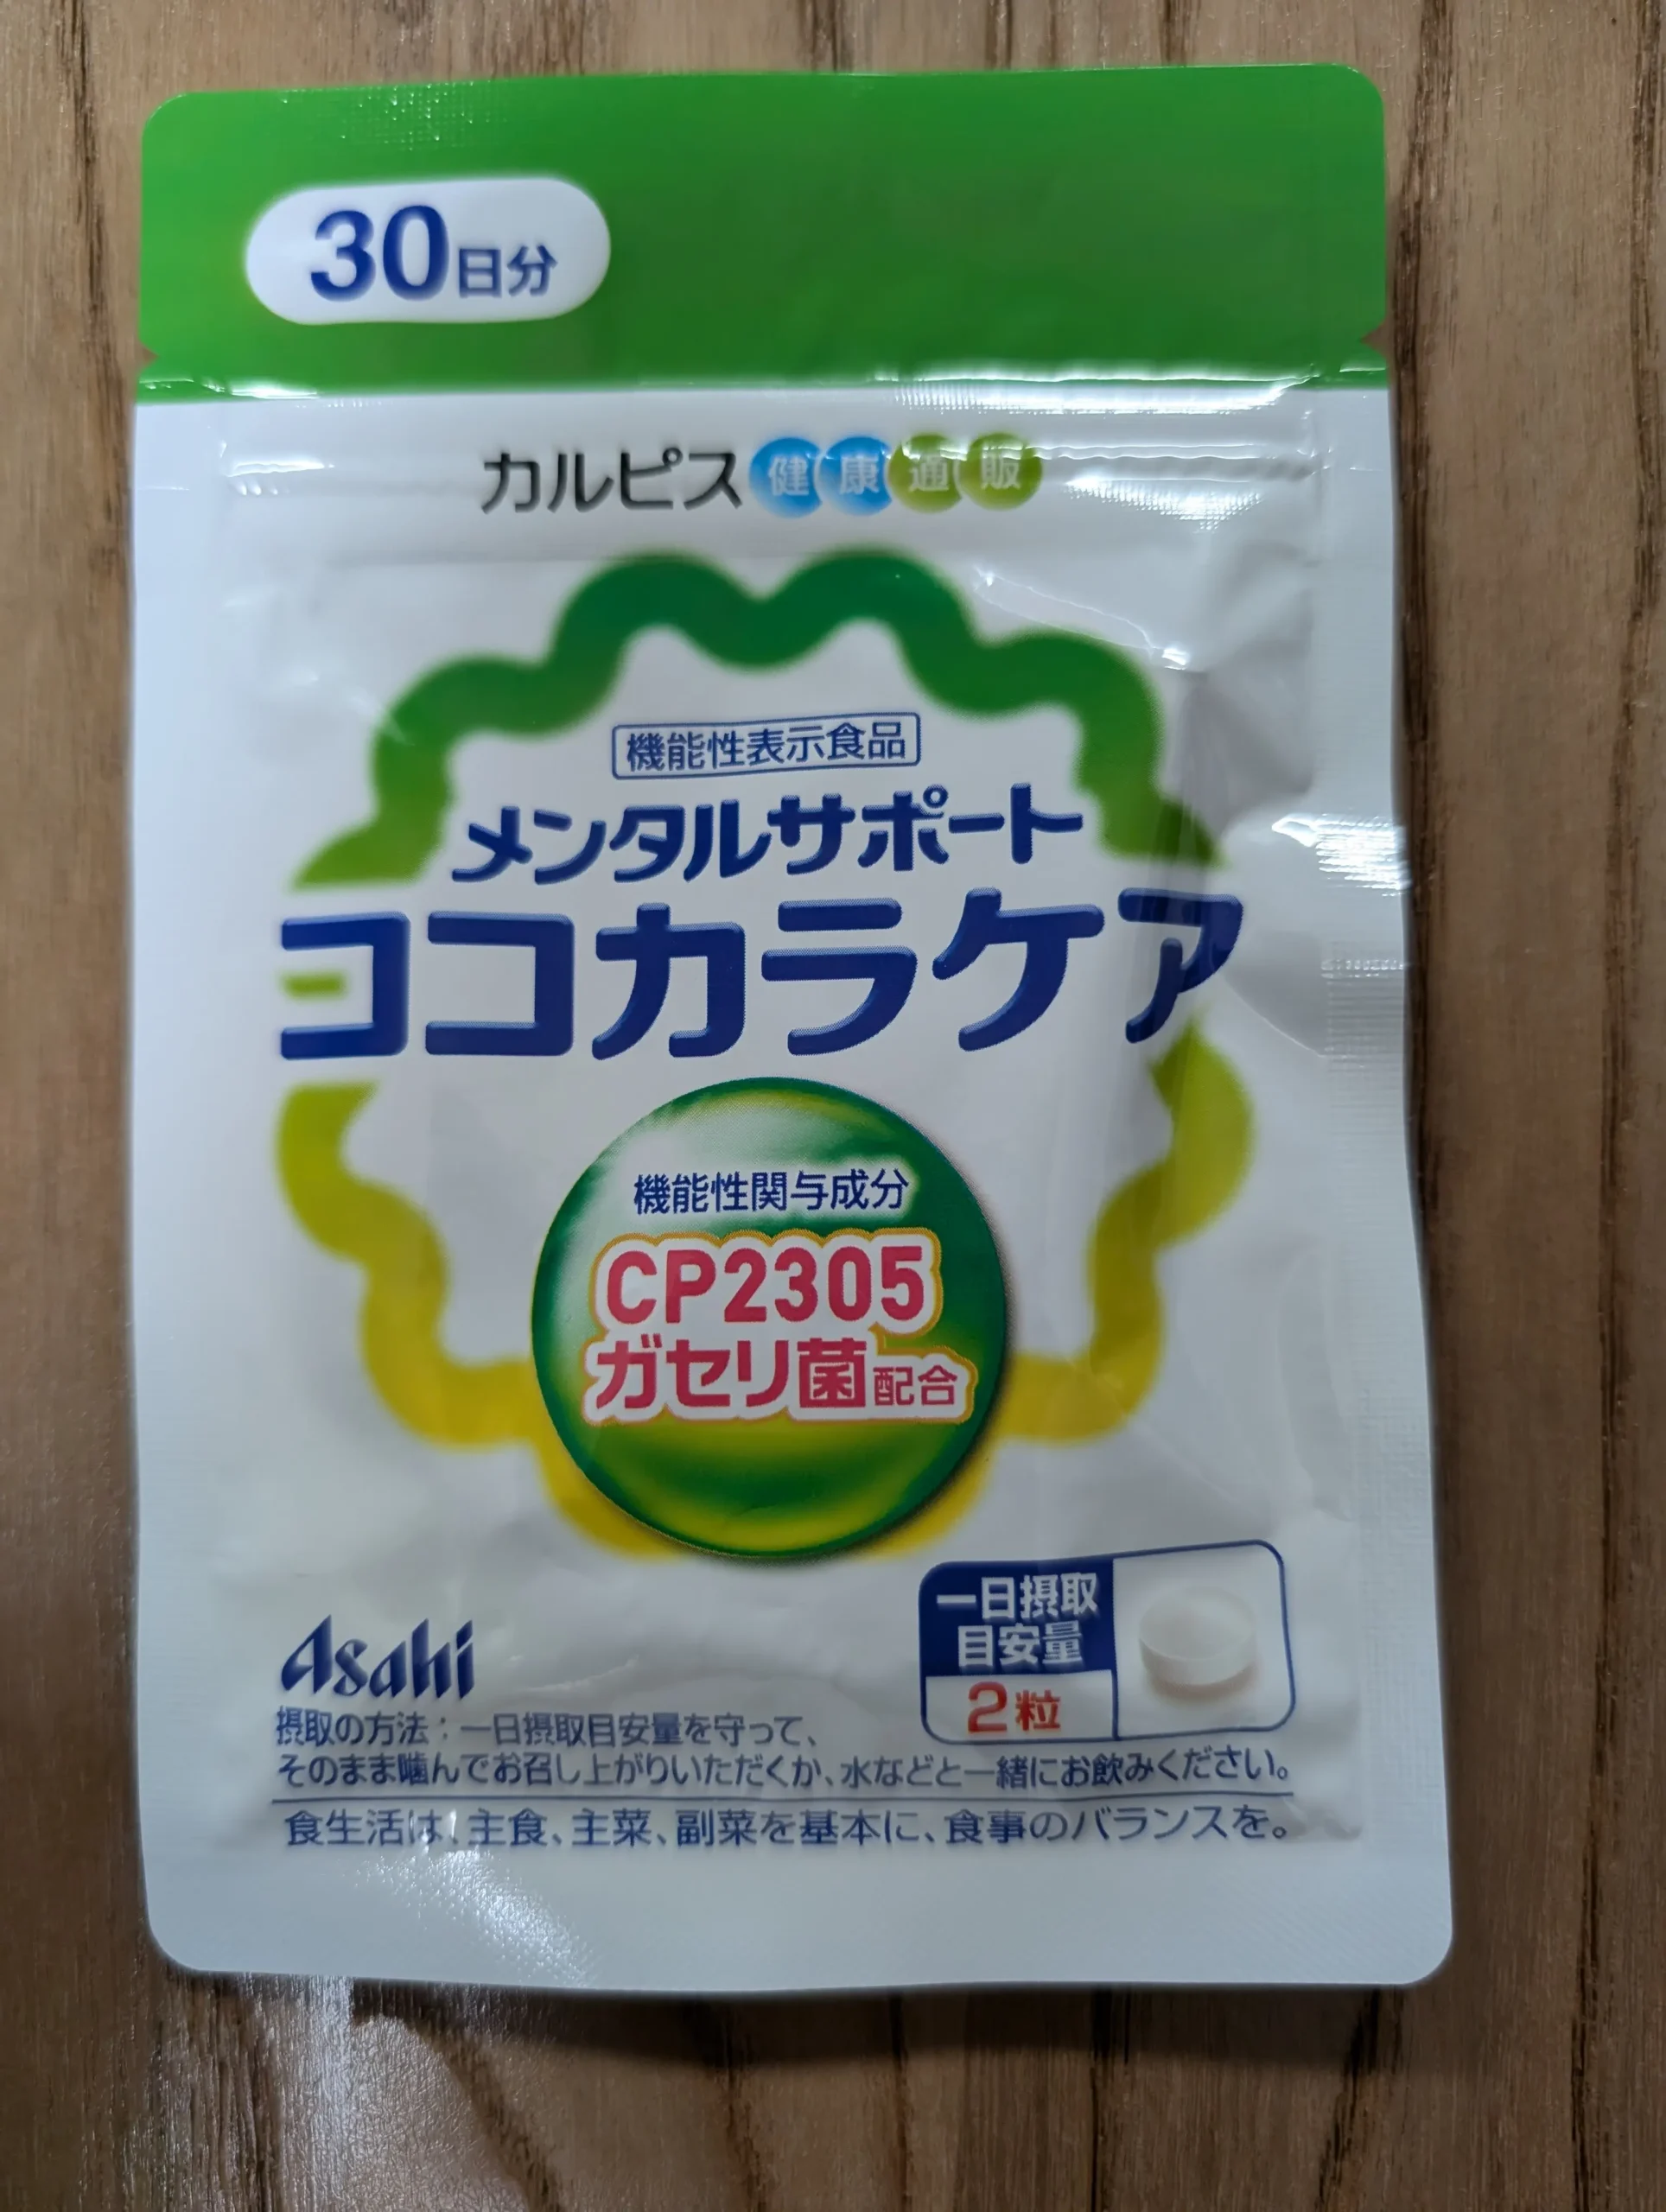 30日分
カルピス健康通販
機能性表示食品
メンタルサポート
ココカラケア
機能性関与成分
CP2305
ガセリ菌配合
一日摂取
目安量
2粒
Asahi
摂取の方法：一日摂取目安量を守って、
そのまま噛んでお召し上がりいただくか、水などと一緒にお飲みください。
食生活は、主食、主菜、副菜を基本に、食事のバランスを。